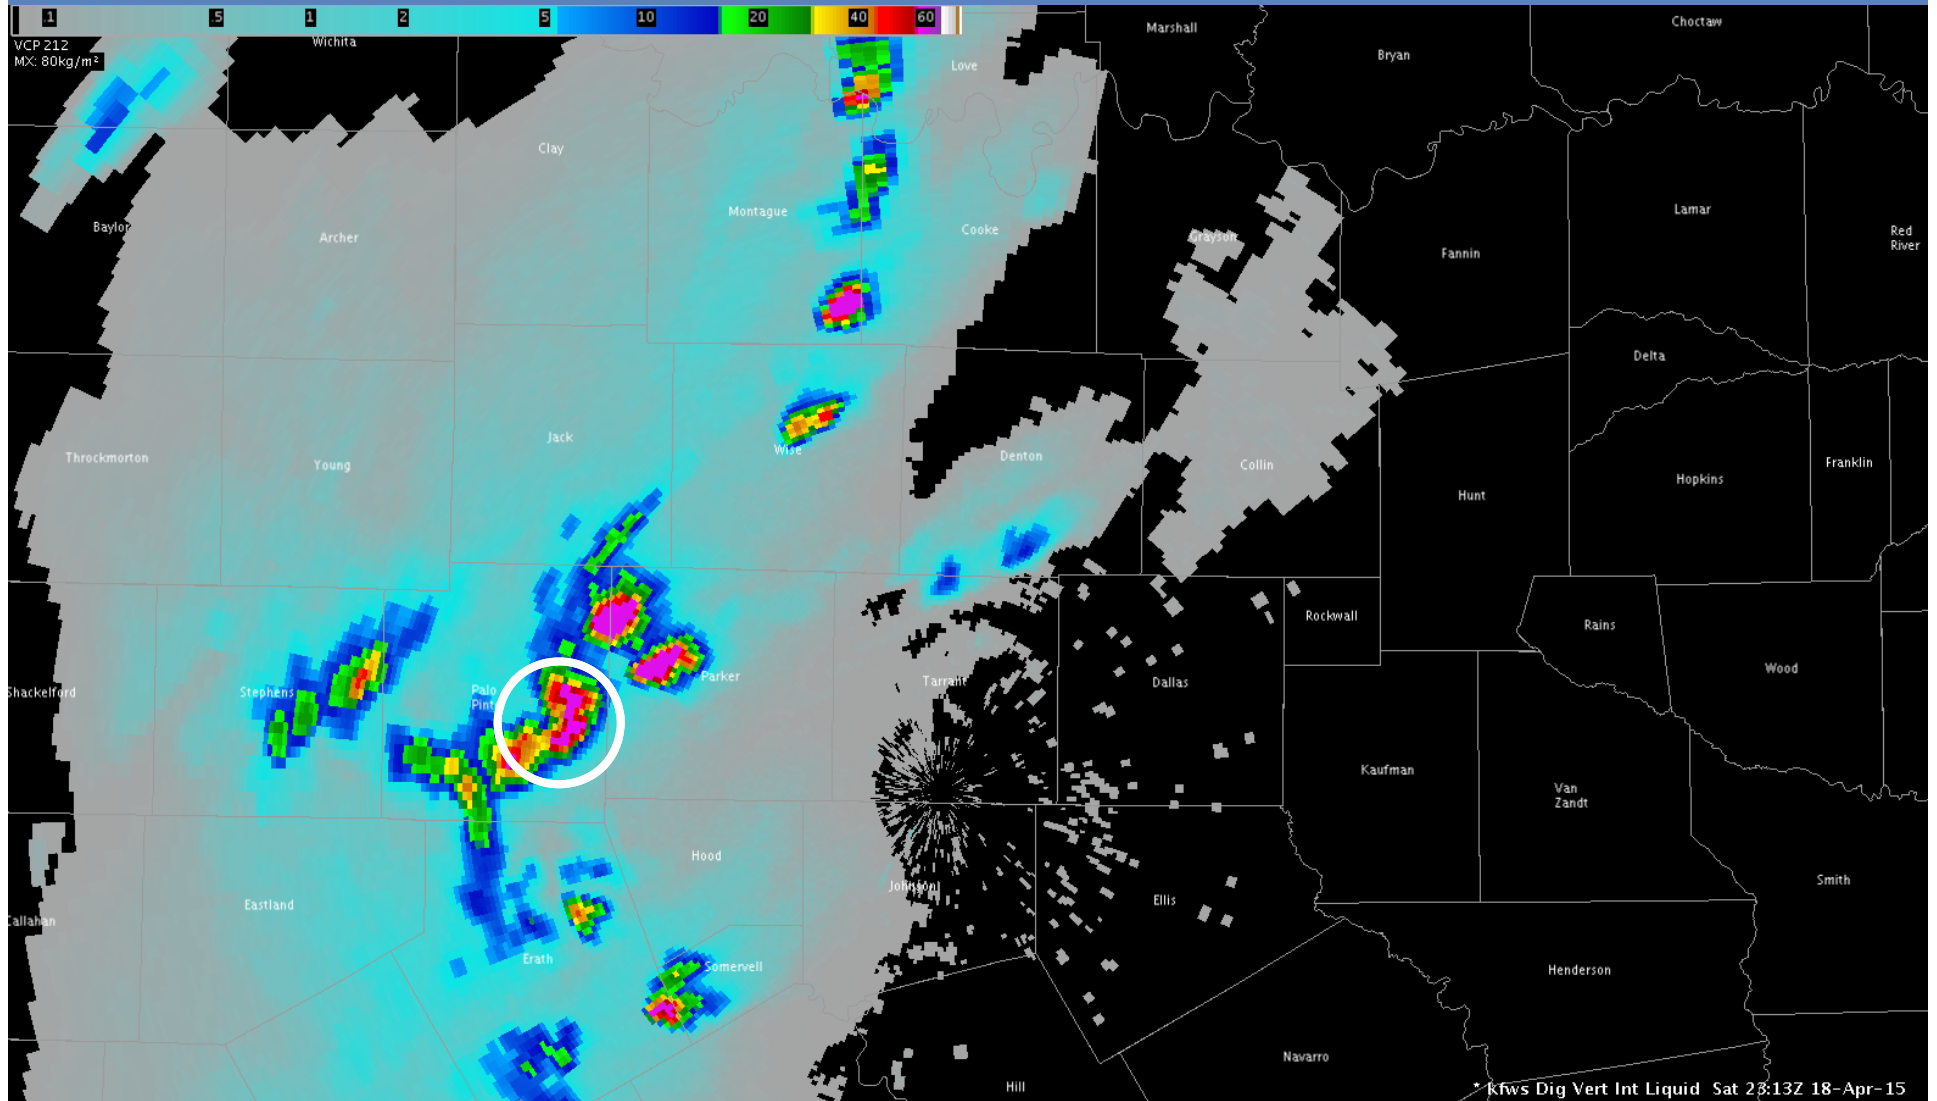 .1 .5 1 2 5 10 20 40 60
VCP 212
MX: 80kg/m²
Wichita
Love
Marshall
Bryan
Choctaw
Clay
Montague
Cooke
Grayson
Fannin
Lamar
Red
River
Baylor
Archer
Delta
Throckmorton
Young
Jack
Wise
Denton
Collin
Hunt
Hopkins
Franklin
Rockwall
Rains
Wood
Shackelford
Stephens
Palo
Pint
Parker
Tarrant
Dallas
Kaufman
Van
Zandt
Smith
Callahan
Eastland
Hood
Johnson
Ellis
Erath
Somervell
Henderson
Navarro
Hill
* kfws Dig Vert Int Liquid Sat 23:13Z 18-Apr-15